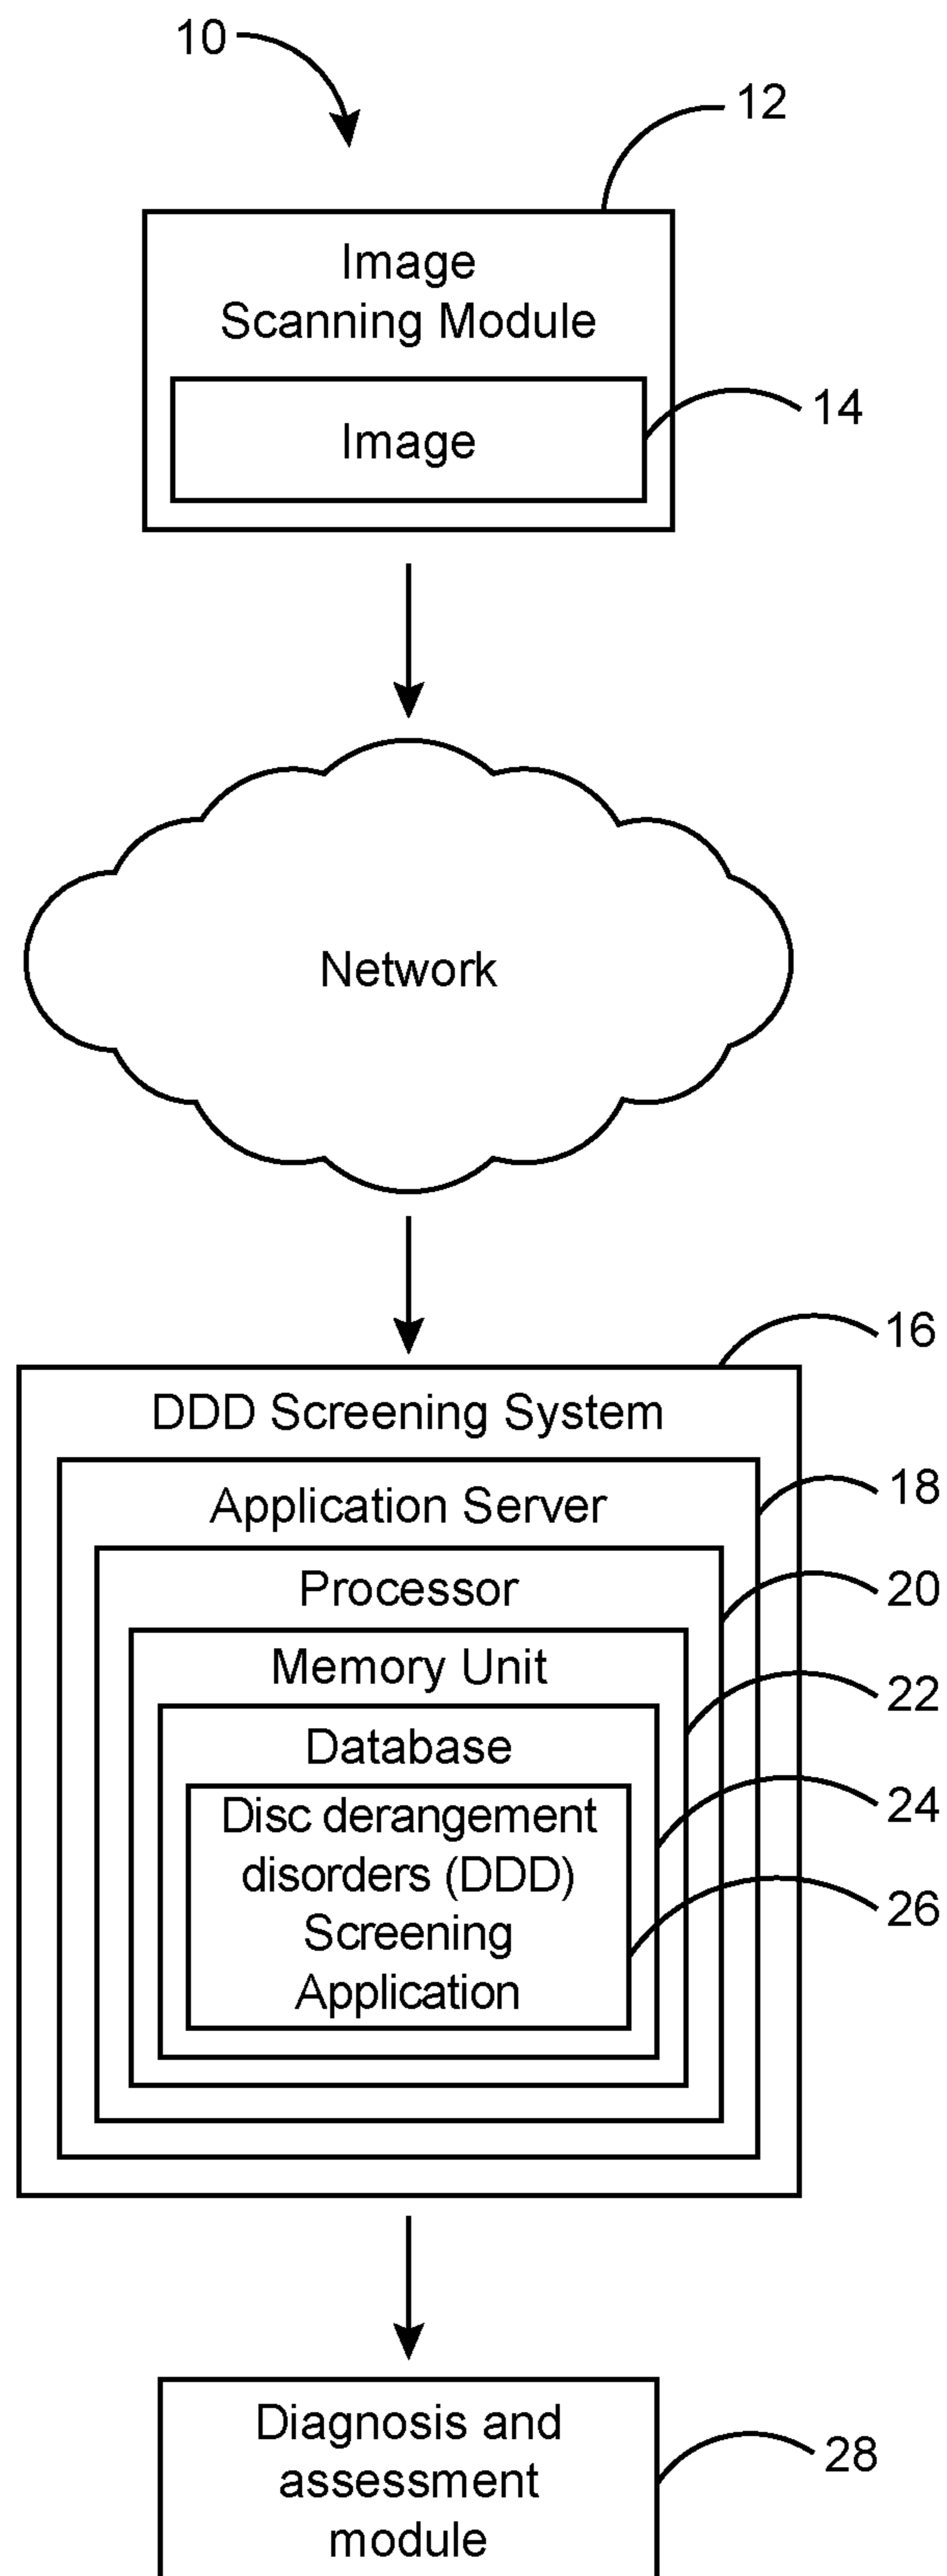 10
12
Image
Scanning Module
14
Image
Network
16
DDD Screening System
18
Application Server
20
Processor
22
Memory Unit
24
Database
26
Disc derangement
disorders (DDD)
Screening
Application
28
Diagnosis and
assessment
module